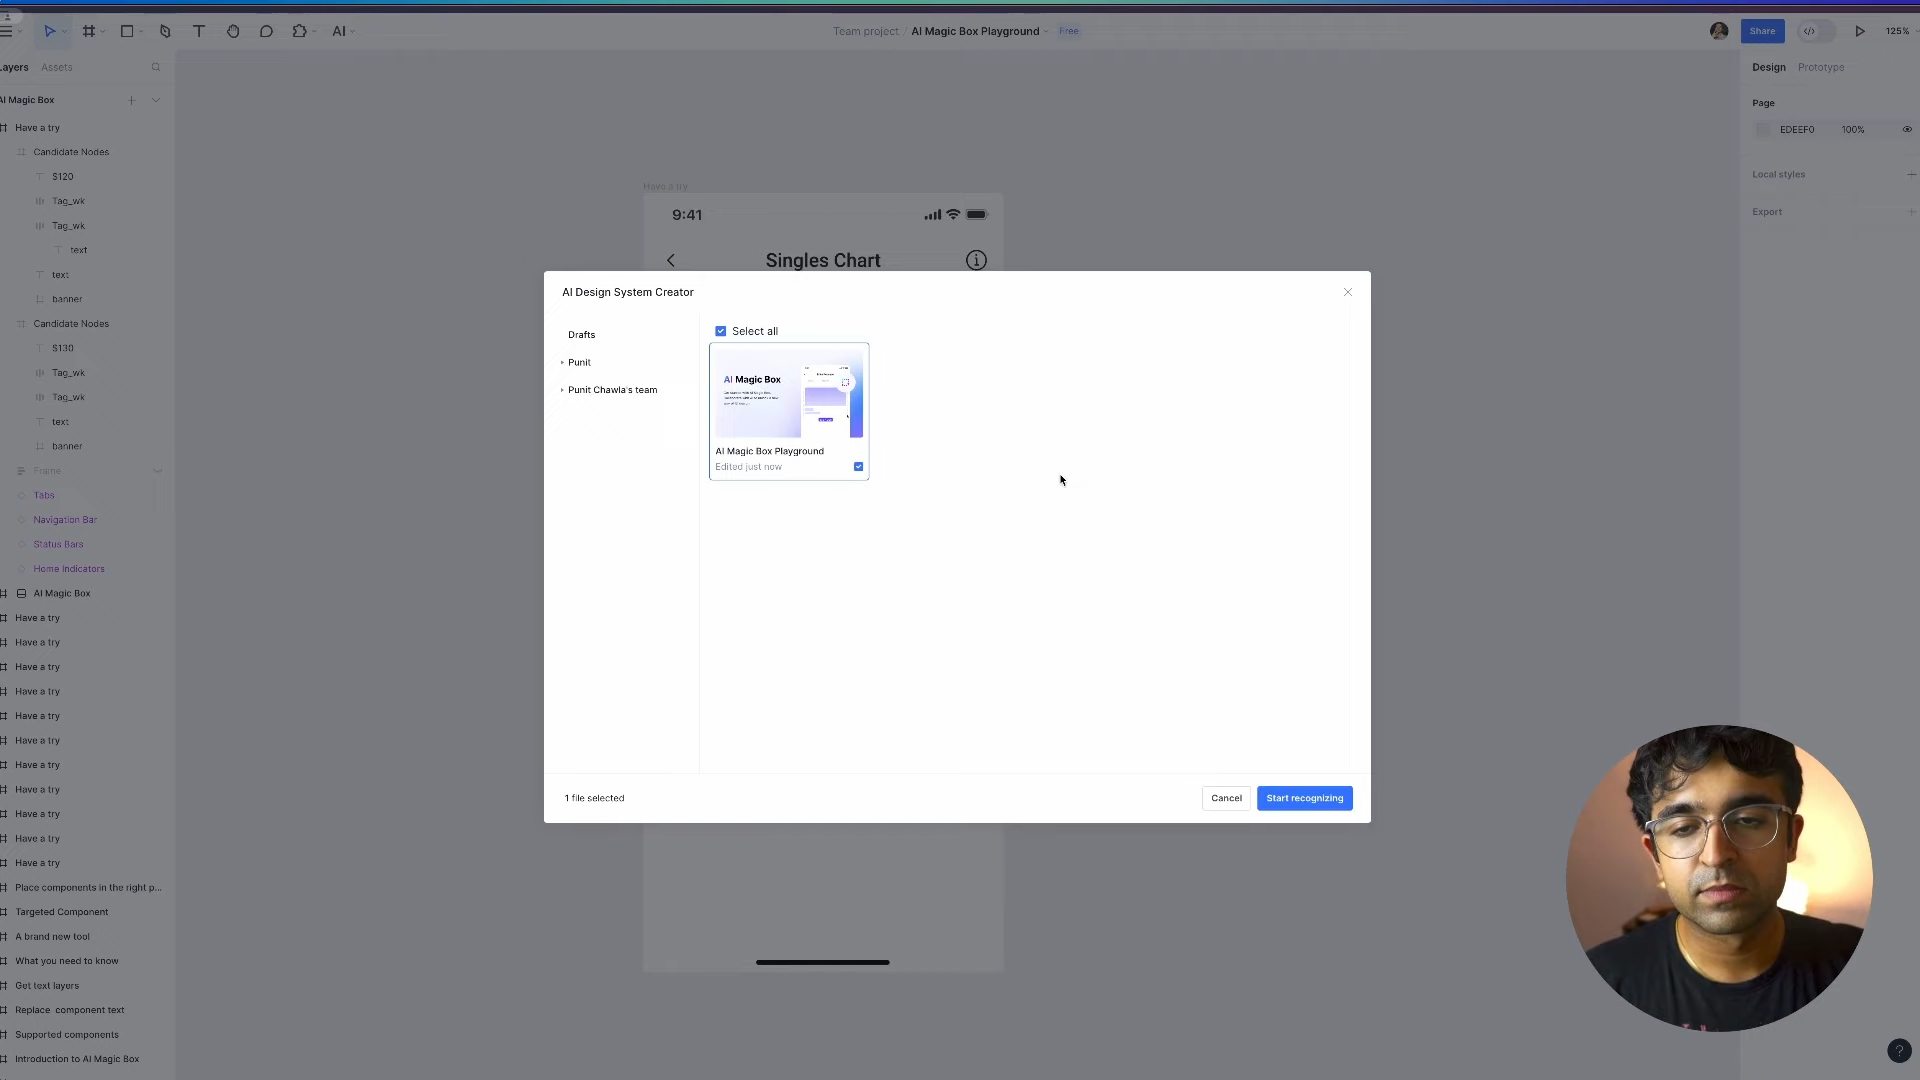 AI
Team project / AI Magic Box Playground
Free
Share
125%
Layers
Assets
AI Magic Box
Have a try
Candidate Nodes
$120
Tag_wk
Tag_wk
text
text
banner
Candidate Nodes
$130
Tag_wk
Tag_wk
text
banner
Frame
Tabs
Navigation Bar
Status Bars
Home Indicators
AI Magic Box
Have a try
Have a try
Have a try
Have a try
Have a try
Have a try
Have a try
Have a try
Have a try
Have a try
Have a try
Place components in the right p...
Targeted Component
A brand new tool
What you need to know
Get text layers
Replace component text
Supported components
Introduction to AI Magic Box
Have a try
9:41
Singles Chart
AI Design System Creator
Drafts
Punit
Punit Chawla's team
Select all
AI Magic Box
AI Magic Box Playground
Edited just now
1 file selected
Cancel
Start recognizing
Design
Prototype
Page
EDEEF0
100%
Local styles
Export
?